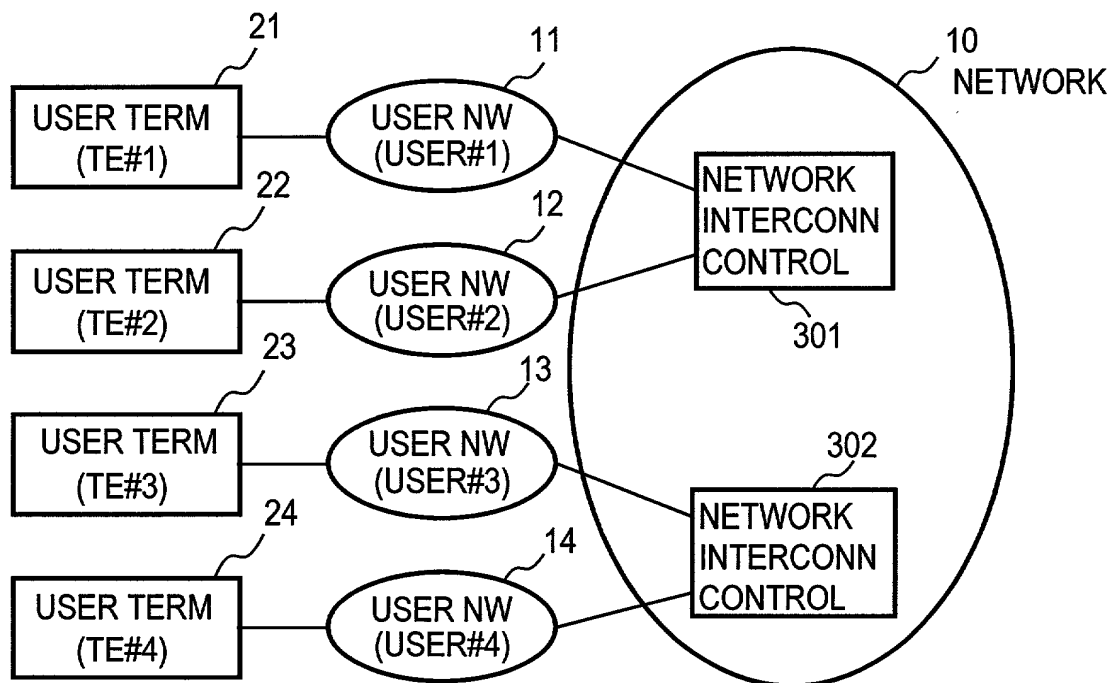 21
USER TERM
(TE#1)
11
USER NW
(USER#1)
10
NETWORK
NETWORK
INTERCONN
CONTROL
301
22
USER TERM
(TE#2)
12
USER NW
(USER#2)
23
USER TERM
(TE#3)
13
USER NW
(USER#3)
302
NETWORK
INTERCONN
CONTROL
24
USER TERM
(TE#4)
14
USER NW
(USER#4)